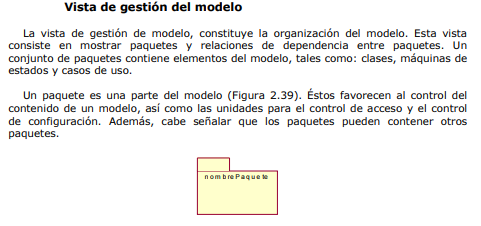 Vista de gestión del modelo
La vista de gestión de modelo, constituye la organización del modelo. Esta vista
consiste en mostrar paquetes y relaciones de dependencia entre paquetes. Un
conjunto de paquetes contiene elementos del modelo, tales como: clases, máquinas de
estados y casos de uso.
Un paquete es una parte del modelo (Figura 2.39). Éstos favorecen al control del
contenido de un modelo, así como las unidades para el control de acceso y el control
de configuración. Además, cabe señalar que los paquetes pueden contener otros
paquetes.
nombrePaquete